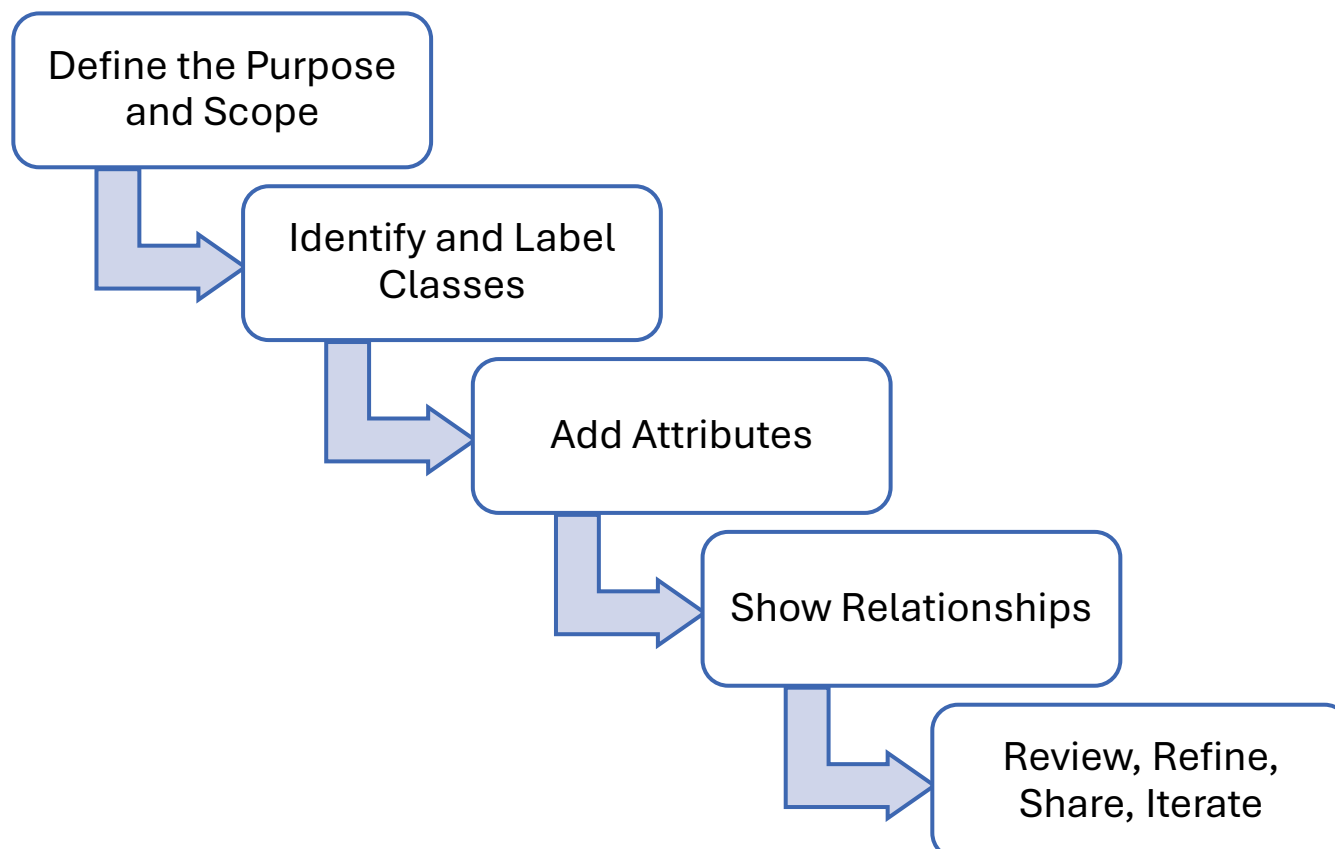 Define the Purpose
and Scope
Identify and Label
Classes
Add Attributes
Show Relationships
Review, Refine,
Share, Iterate